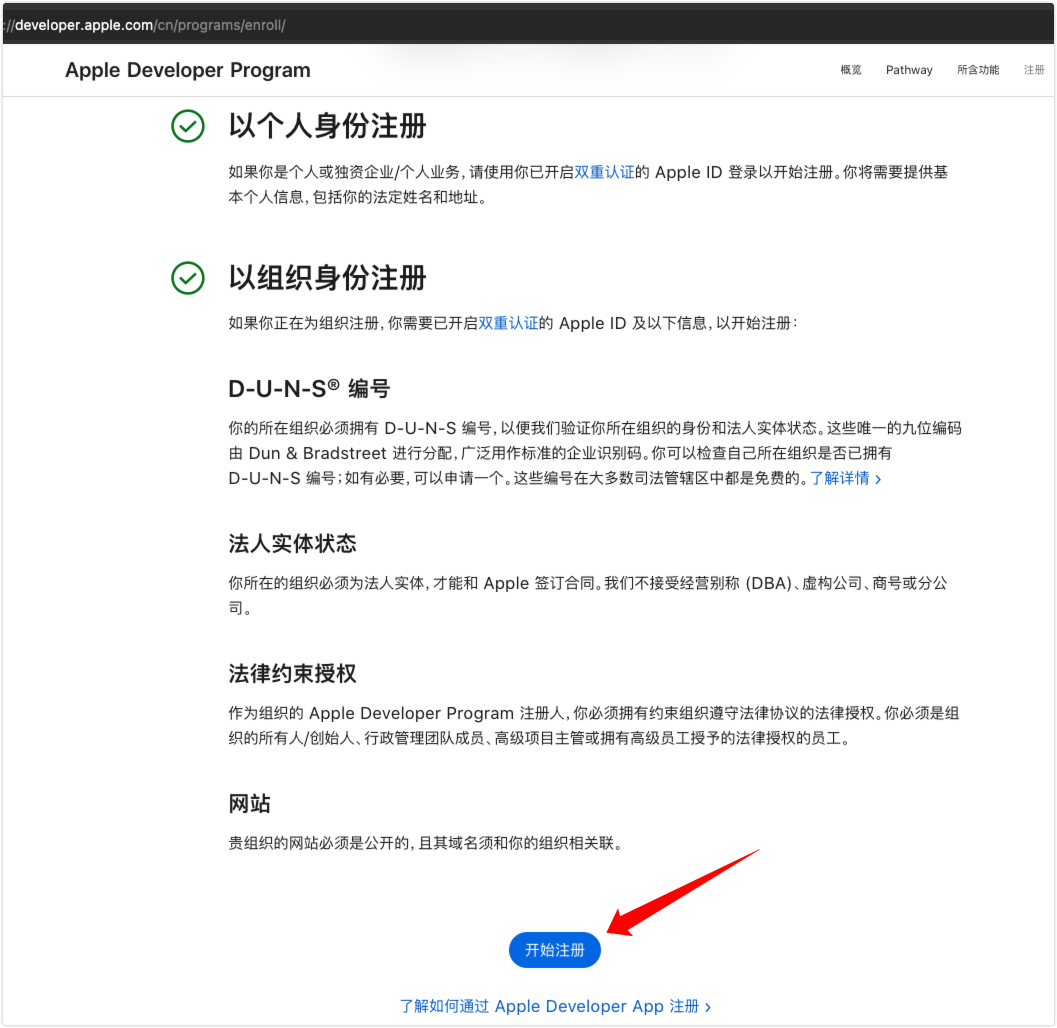 ://developer.apple.com/cn/programs/enroll/
Apple Developer Program
概览 Pathway 所含功能 注册
以个人身份注册
如果你是个人或独资企业/个人业务，请使用你已开启双重认证的 Apple ID 登录以开始注册。你将需要提供基
本个人信息，包括你的法定姓名和地址。
以组织身份注册
如果你正在为组织注册，你需要已开启双重认证的 Apple ID 及以下信息，以开始注册：
D-U-N-S® 编号
你的所在组织必须拥有 D-U-N-S 编号，以便我们验证你所在组织的身份和法人实体状态。这些唯一的九位编码
由 Dun & Bradstreet 进行分配，广泛用作标准的企业识别码。你可以检查自己所在组织是否已拥有
D-U-N-S 编号；如有必要，可以申请一个。这些编号在大多数司法管辖区中都是免费的。了解详情 ›
法人实体状态
你所在的组织必须为法人实体，才能和 Apple 签订合同。我们不接受经营别称 (DBA)、虚构公司、商号或分公
司。
法律约束授权
作为组织的 Apple Developer Program 注册人，你必须拥有约束组织遵守法律协议的法律授权。你必须是组
织的所有人/创始人、行政管理团队成员、高级项目主管或拥有高级员工授予的法律授权的员工。
网站
贵组织的网站必须是公开的，且其域名须和你的组织相关联。
开始注册
了解如何通过 Apple Developer App 注册 ›